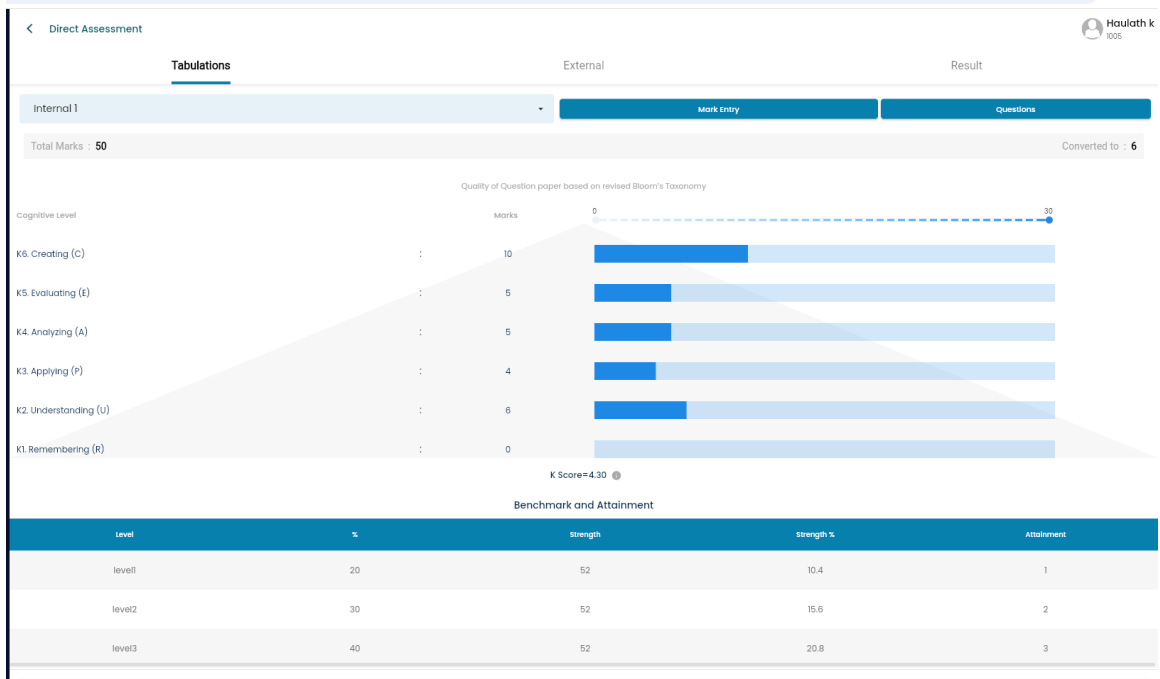 Direct Assessment
Haulath k
1005
Tabulations External Result
Internal 1 Mark Entry Questions
Total Marks : 50 Converted to : 6
Quality of Question paper based on revised Bloom's Taxonomy
Cognitive Level Marks 0 30
K6. Creating (C) : 10
K5. Evaluating (E) : 5
K4. Analyzing (A) : 5
K3. Applying (P) : 4
K2. Understanding (U) : 6
K1. Remembering (R) : 0
K Score=4.30
Benchmark and Attainment
Level % Strength Strength % Attainment
level1 20 52 10.4 1
level2 30 52 15.6 2
level3 40 52 20.8 3